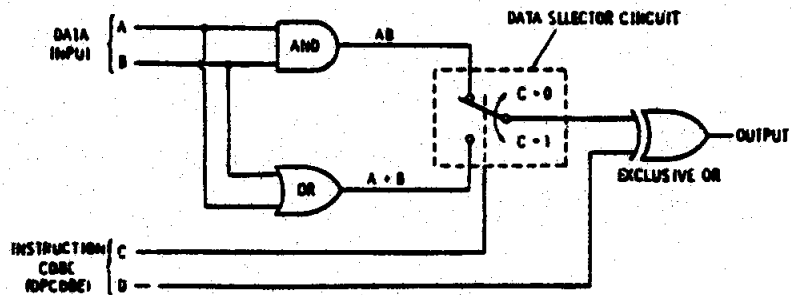 DATA SELECTOR CIRCUIT
DATA
INPUT
A
B
AND
AB
C = 0
C = 1
OUTPUT
EXCLUSIVE OR
OR
A + B
INSTRUCTION
CODE
(OPCODE)
C
D